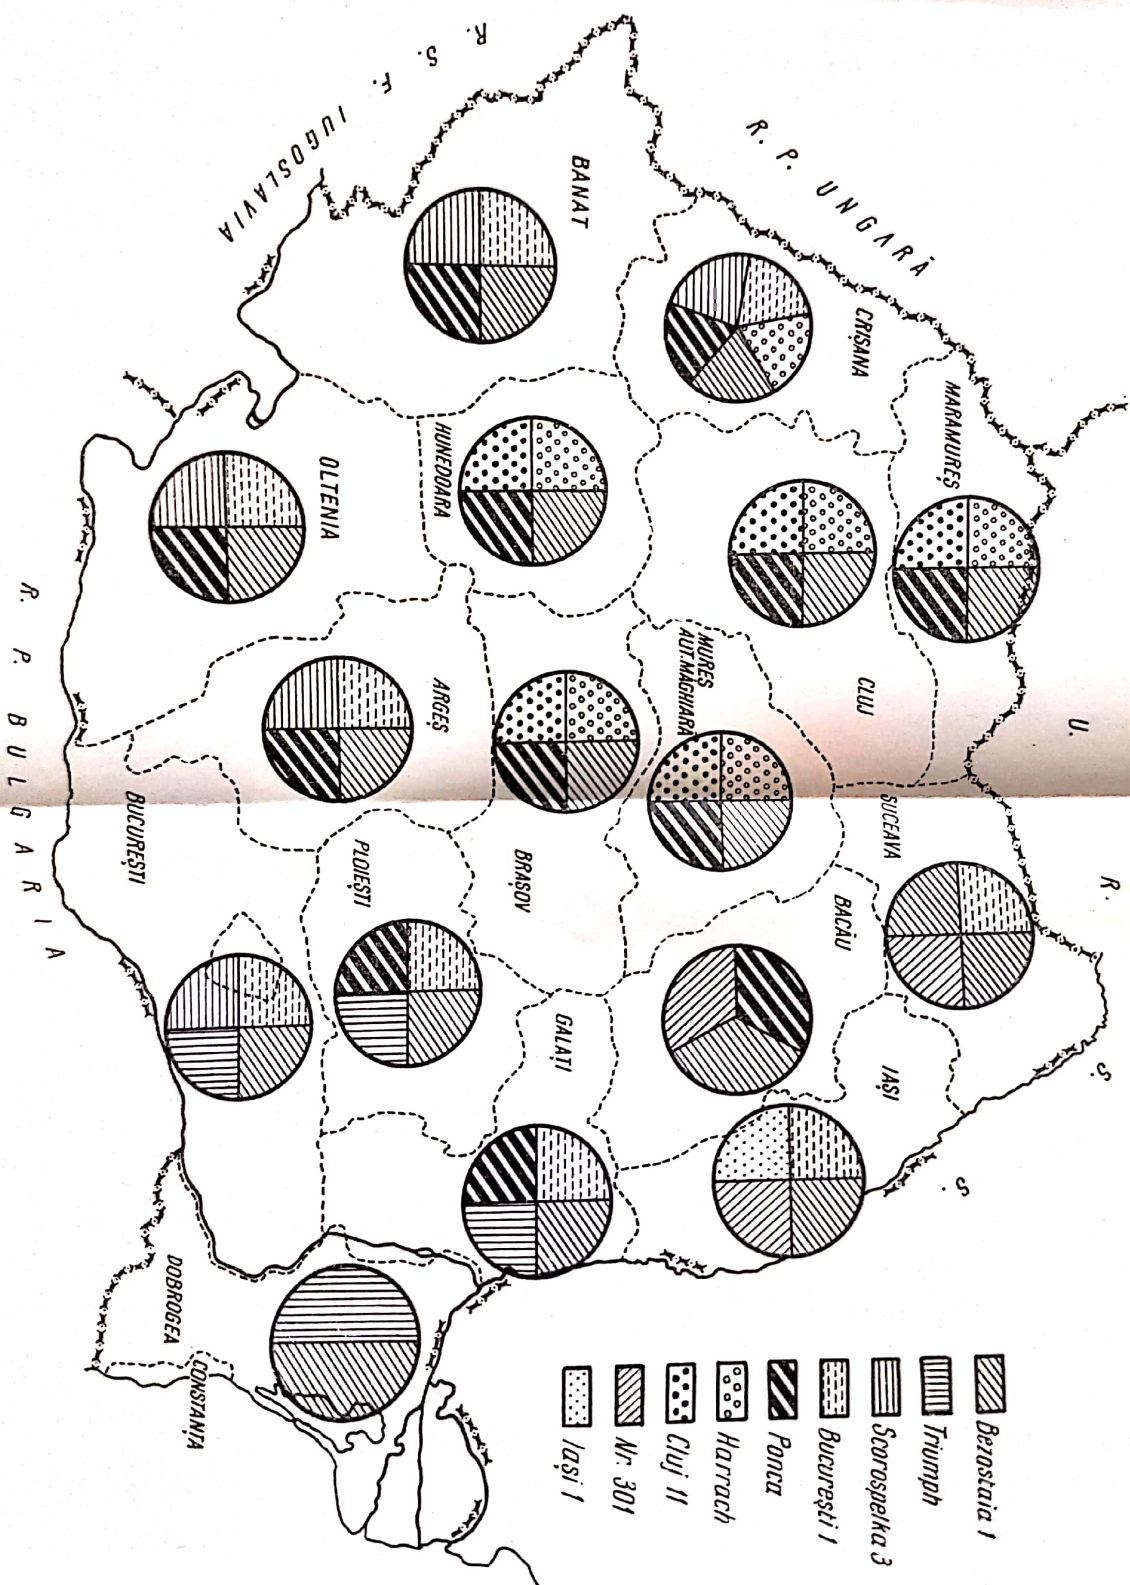 R. P. UNGARĂ
U. R. S. S.
R. S. F. IUGOSLAVIA
R. P. BULGARIA
MARAMUREȘ
CRIȘANA
BANAT
CLUJ
SUCEAVA
MUREȘ
AUT. MAGHIARĂ
BACĂU
IAȘI
HUNEDOARA
BRAȘOV
GALAȚI
OLTENIA
ARGEȘ
PLOIEȘTI
BUCUREȘTI
DOBROGEA
CONSTANȚA
Bezostaia 1
Triumph
Scorospelka 3
București 1
Ponca
Harrach
Cluj 11
Nr. 301
Iași 1